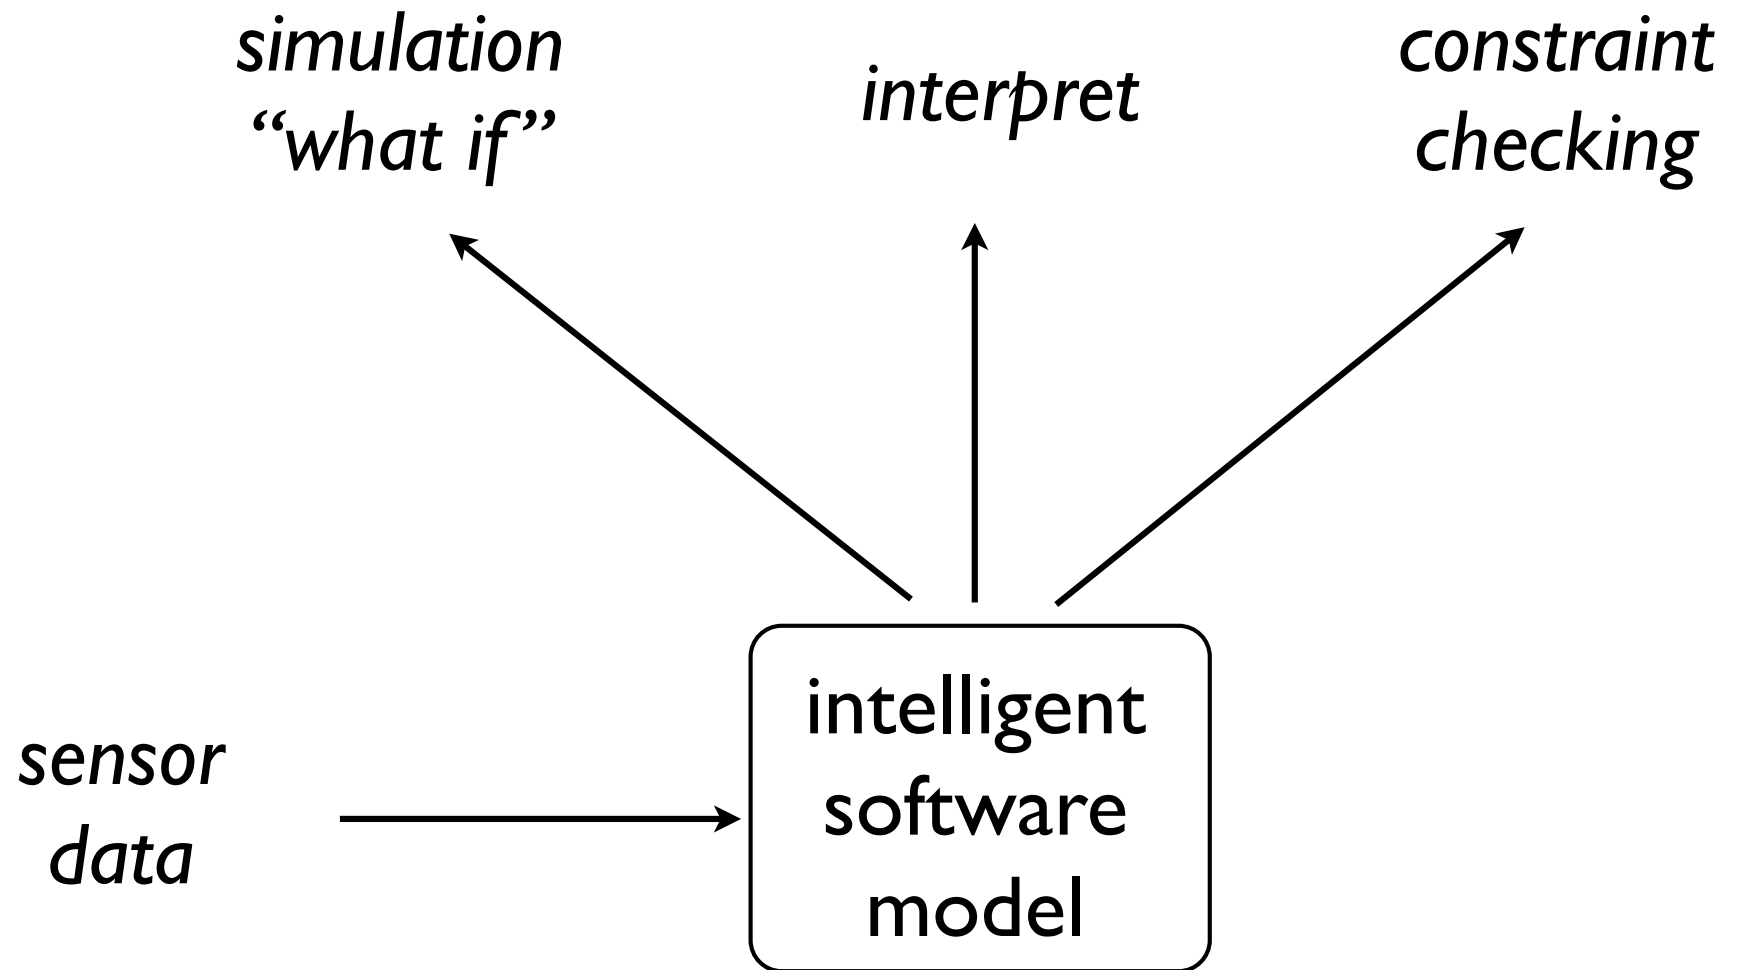 simulation
“what if”
interpret
constraint
checking
sensor
data
intelligent
software
model